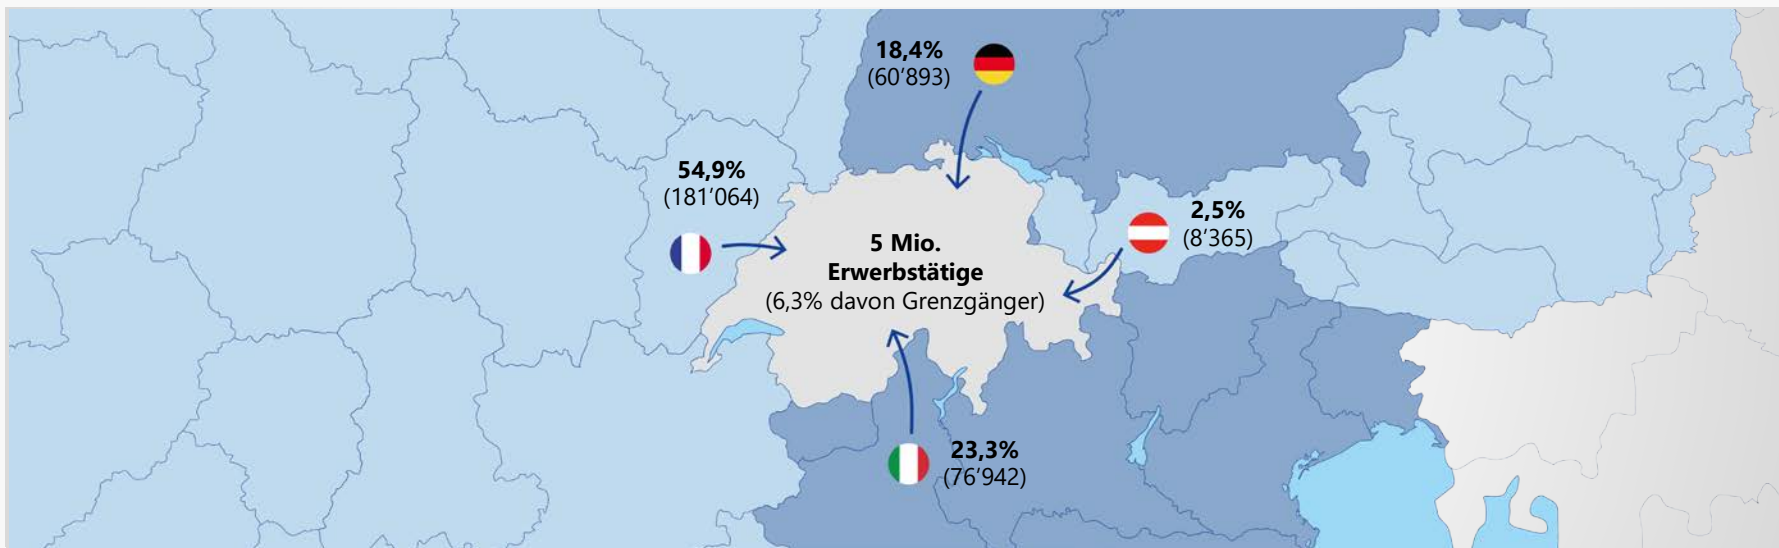 18,4%
(60’893)
54,9%
(181’064)
2,5%
(8’365)
5 Mio.
Erwerbstätige
(6,3% davon Grenzgänger)
23,3%
(76’942)